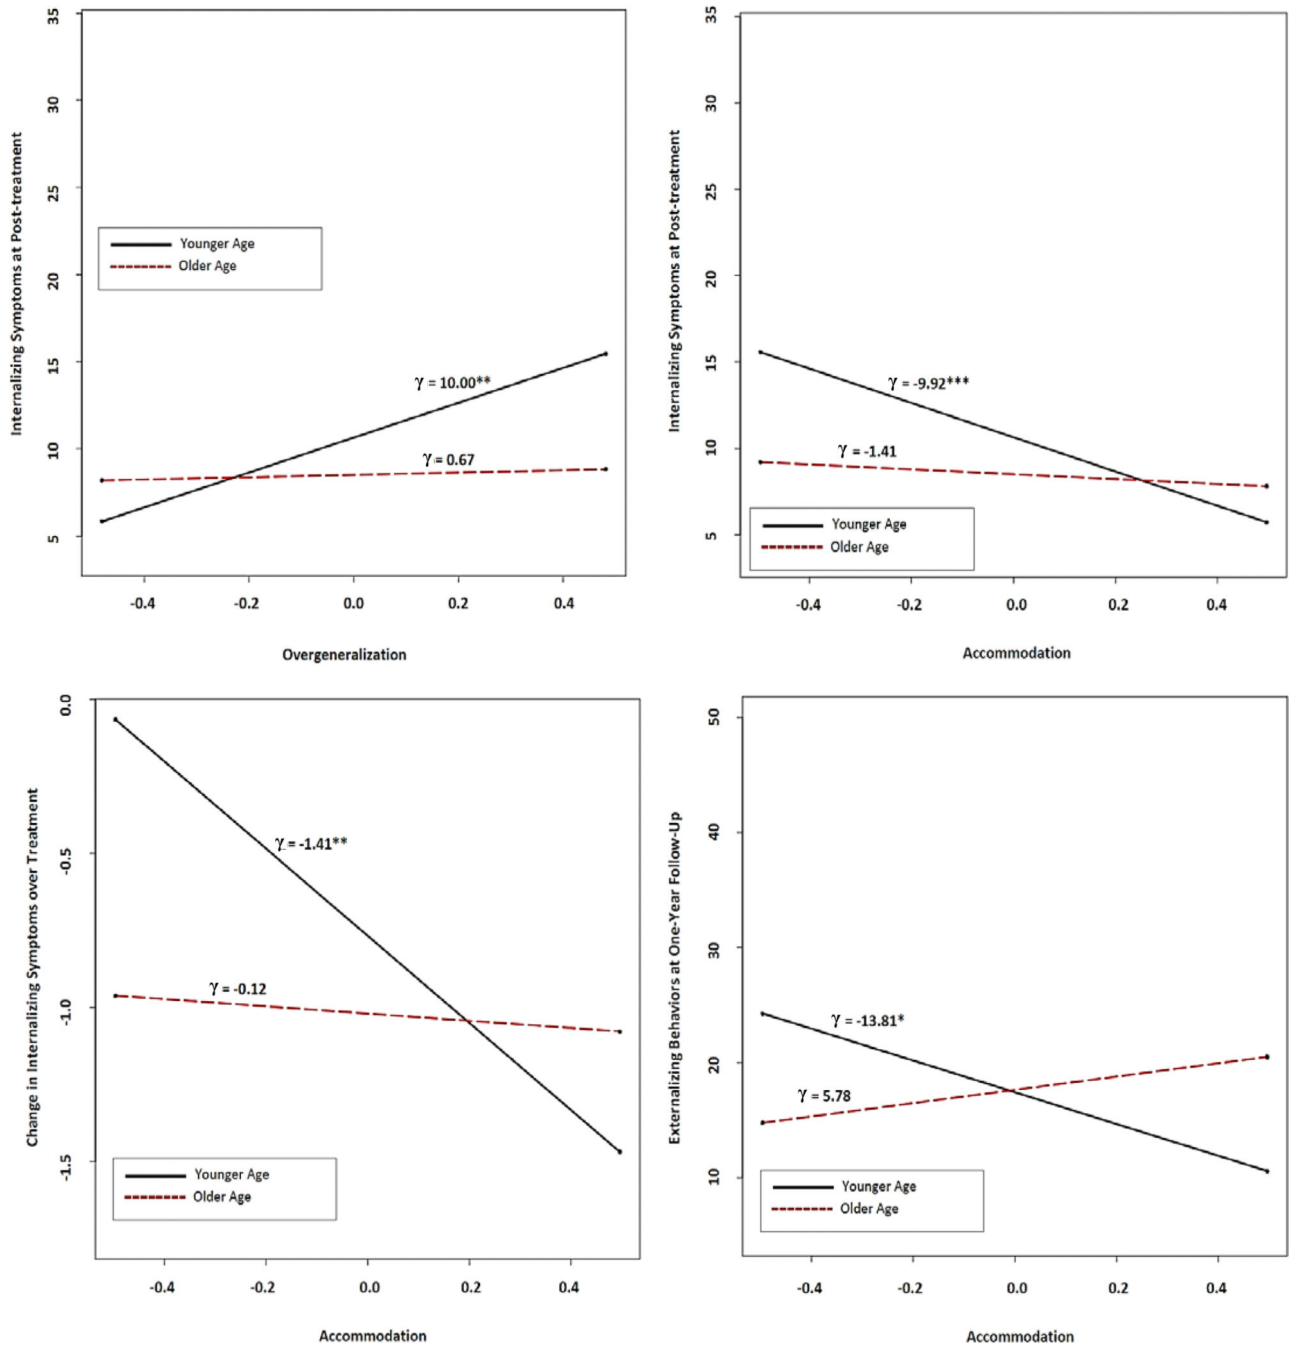 35
30
25
20
15
10
5
Internalizing Symptoms at Post-treatment
Younger Age
Older Age
γ = 10.00**
γ = 0.67
-0.4 -0.2 0.0 0.2 0.4
Overgeneralization
35
30
25
20
15
10
5
Internalizing Symptoms at Post-treatment
γ = -9.92***
γ = -1.41
Younger Age
Older Age
-0.4 -0.2 0.0 0.2 0.4
Accommodation
0.0
-0.5
-1.0
-1.5
Change in Internalizing Symptoms over Treatment
γ = -1.41**
γ = -0.12
Younger Age
Older Age
-0.4 -0.2 0.0 0.2 0.4
Accommodation
50
40
30
20
10
Externalizing Behaviors at One-Year Follow-Up
γ = -13.81*
γ = 5.78
Younger Age
Older Age
-0.4 -0.2 0.0 0.2 0.4
Accommodation